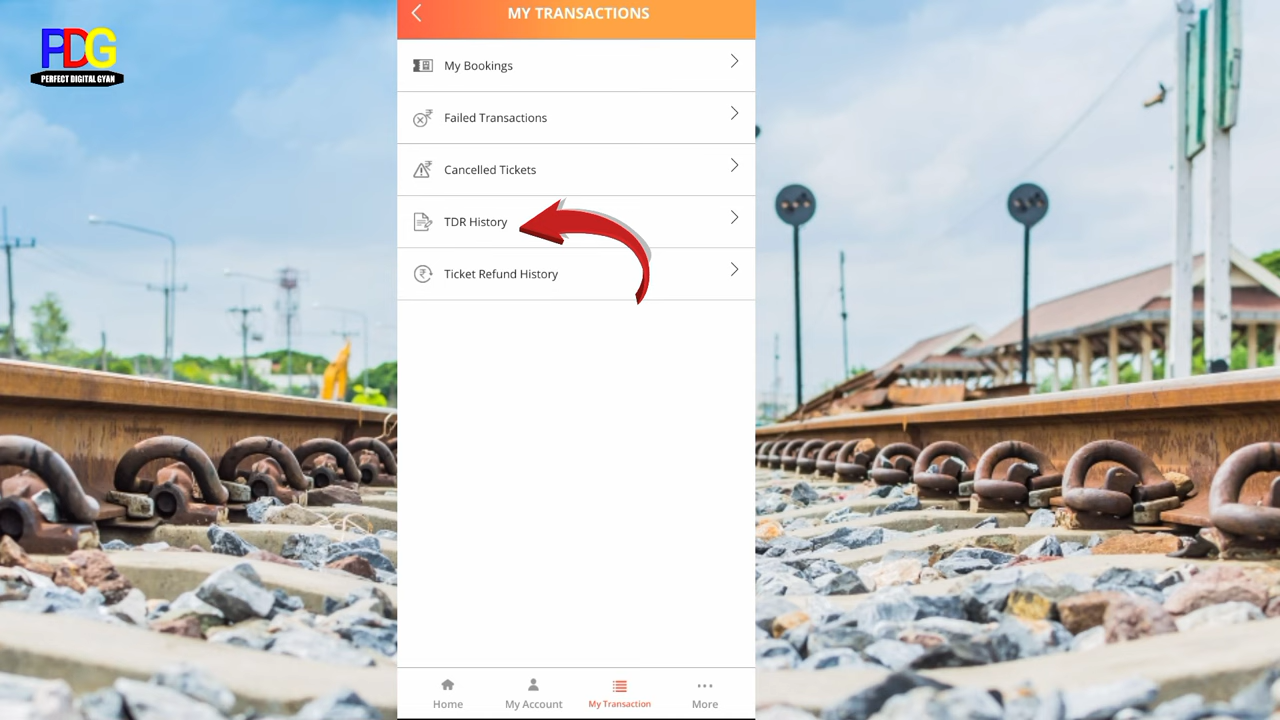 PDG
PERFECT DIGITAL GYAN
MY TRANSACTIONS
My Bookings
Failed Transactions
Cancelled Tickets
TDR History
Ticket Refund History
Home
My Account
My Transaction
More